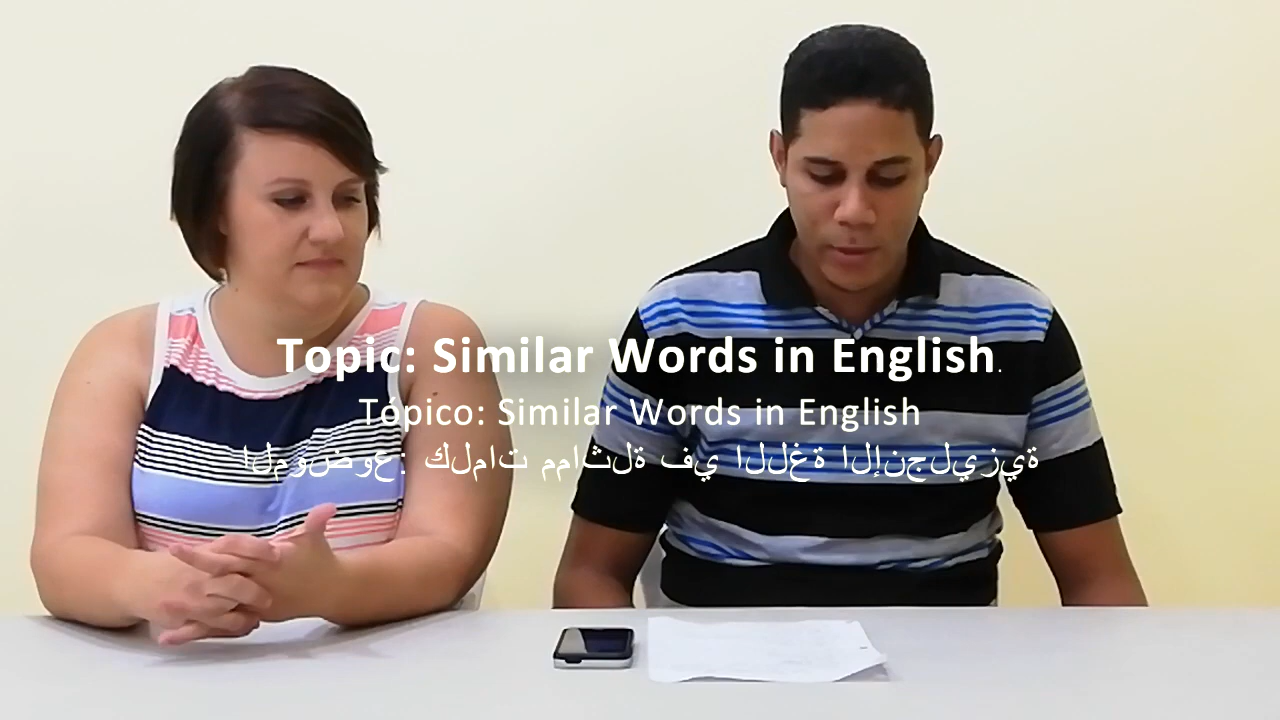 Topic: Similar Words in English.
Tópico: Similar Words in English
الموضوع: كلمات مماثلة في اللغة الإنجليزية